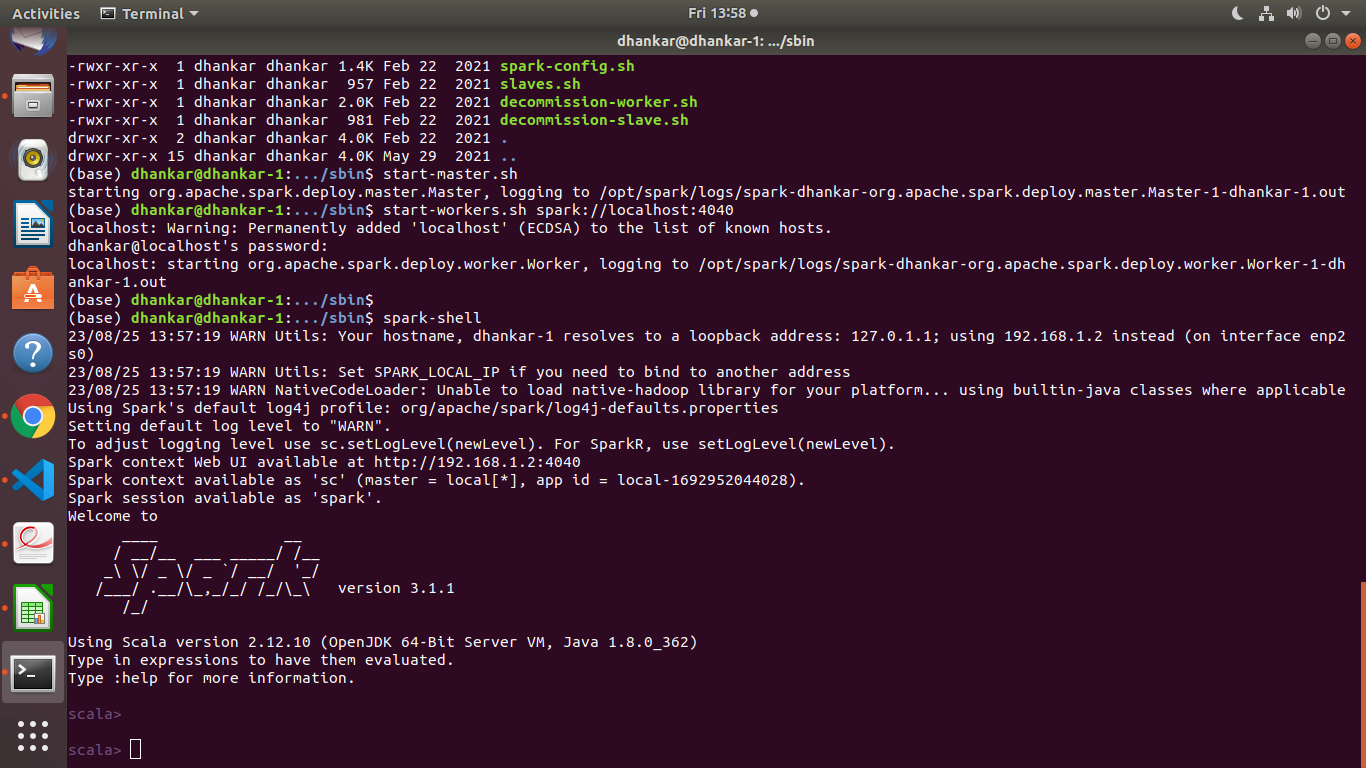 Activities Terminal Fri 13:58
dhankar@dhankar-1: .../sbin
-rwxr-xr-x  1 dhankar dhankar 1.4K Feb 22  2021 spark-config.sh
-rwxr-xr-x  1 dhankar dhankar  957 Feb 22  2021 slaves.sh
-rwxr-xr-x  1 dhankar dhankar 2.0K Feb 22  2021 decommission-worker.sh
-rwxr-xr-x  1 dhankar dhankar  981 Feb 22  2021 decommission-slave.sh
drwxr-xr-x  2 dhankar dhankar 4.0K Feb 22  2021 .
drwxr-xr-x 15 dhankar dhankar 4.0K May 29  2021 ..
(base) dhankar@dhankar-1:.../sbin$ start-master.sh
starting org.apache.spark.deploy.master.Master, logging to /opt/spark/logs/spark-dhankar-org.apache.spark.deploy.master.Master-1-dhankar-1.out
(base) dhankar@dhankar-1:.../sbin$ start-workers.sh spark://localhost:4040
localhost: Warning: Permanently added 'localhost' (ECDSA) to the list of known hosts.
dhankar@localhost's password:
localhost: starting org.apache.spark.deploy.worker.Worker, logging to /opt/spark/logs/spark-dhankar-org.apache.spark.deploy.worker.Worker-1-dh
ankar-1.out
(base) dhankar@dhankar-1:.../sbin$
(base) dhankar@dhankar-1:.../sbin$ spark-shell
23/08/25 13:57:19 WARN Utils: Your hostname, dhankar-1 resolves to a loopback address: 127.0.1.1; using 192.168.1.2 instead (on interface enp2
s0)
23/08/25 13:57:19 WARN Utils: Set SPARK_LOCAL_IP if you need to bind to another address
23/08/25 13:57:19 WARN NativeCodeLoader: Unable to load native-hadoop library for your platform... using builtin-java classes where applicable
Using Spark's default log4j profile: org/apache/spark/log4j-defaults.properties
Setting default log level to "WARN".
To adjust logging level use sc.setLogLevel(newLevel). For SparkR, use setLogLevel(newLevel).
Spark context Web UI available at http://192.168.1.2:4040
Spark context available as 'sc' (master = local[*], app id = local-1692952044028).
Spark session available as 'spark'.
Welcome to
      ____              __
     / __/__  ___ _____/ /__
    _\ \/ _ \/ _ `/ __/  '_/
   /___/ .__/\_,_/_/ /_/\_\   version 3.1.1
      /_/
Using Scala version 2.12.10 (OpenJDK 64-Bit Server VM, Java 1.8.0_362)
Type in expressions to have them evaluated.
Type :help for more information.
scala>
scala>